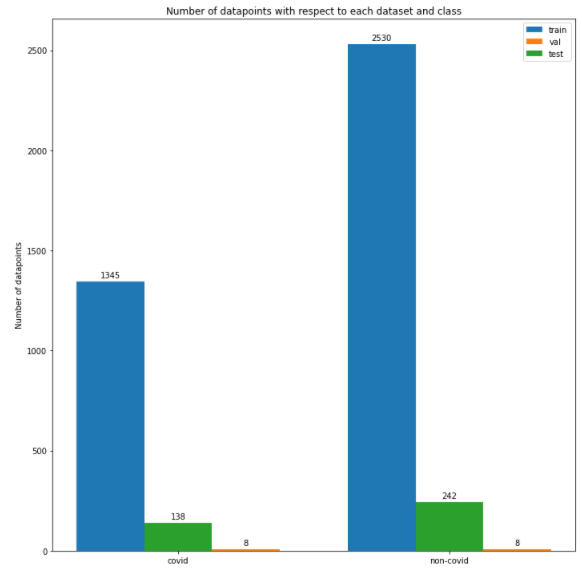 Number of datapoints with respect to each dataset and class
train
val
test
Number of datapoints
2500
2000
1500
1000
500
0
1345
138
8
2530
242
8
covid
non-covid